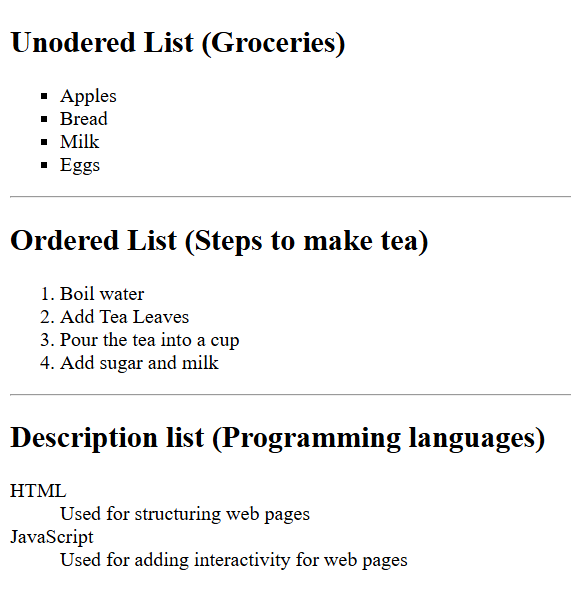 Unodered List (Groceries)
▪ Apples
▪ Bread
▪ Milk
▪ Eggs
Ordered List (Steps to make tea)
1. Boil water
2. Add Tea Leaves
3. Pour the tea into a cup
4. Add sugar and milk
Description list (Programming languages)
HTML
Used for structuring web pages
JavaScript
Used for adding interactivity for web pages